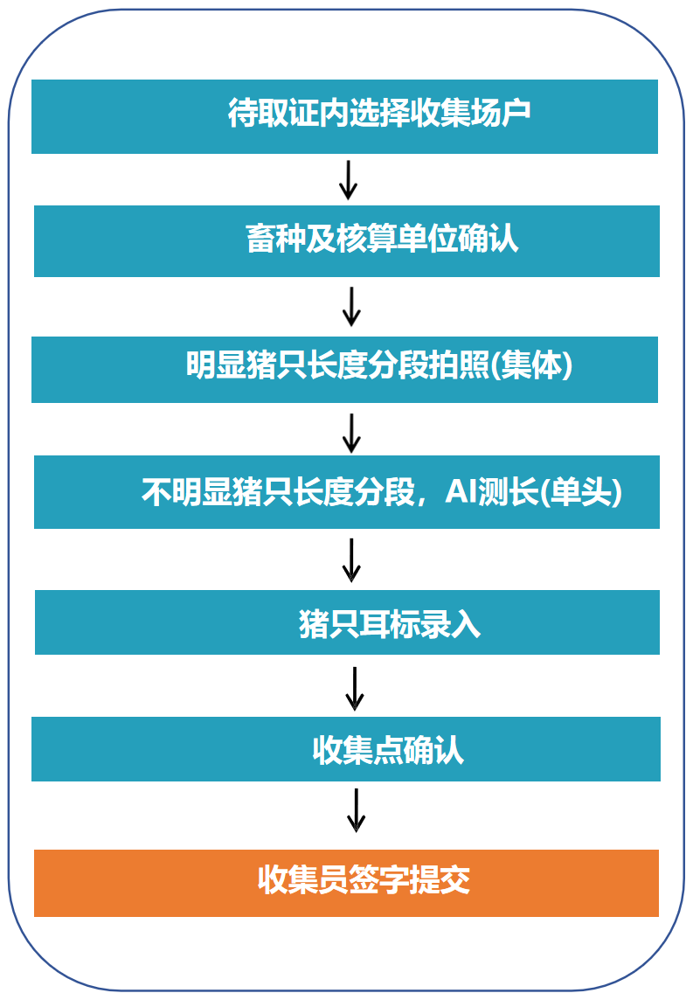 待取证内选择收集场户
畜种及核算单位确认
明显猪只长度分段拍照(集体)
不明显猪只长度分段，AI测长(单头)
猪只耳标录入
收集点确认
收集员签字提交